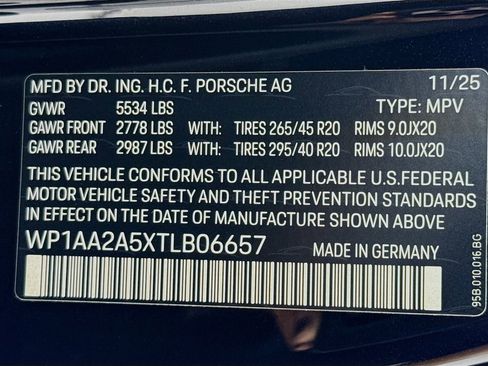 MFD BY DR. ING. H.C. F. PORSCHE AG 11/25
GVWR 5534 LBS TYPE: MPV
GAWR FRONT 2778 LBS WITH: TIRES 265/45 R20 RIMS 9.0JX20
GAWR REAR 2987 LBS WITH: TIRES 295/40 R20 RIMS 10.0JX20
THIS VEHICLE CONFORMS TO ALL APPLICABLE U.S.FEDERAL
MOTOR VEHICLE SAFETY AND THEFT PREVENTION STANDARDS
IN EFFECT ON THE DATE OF MANUFACTURE SHOWN ABOVE
WP1AA2A5XTLB06657 MADE IN GERMANY
95B.010.016.BG